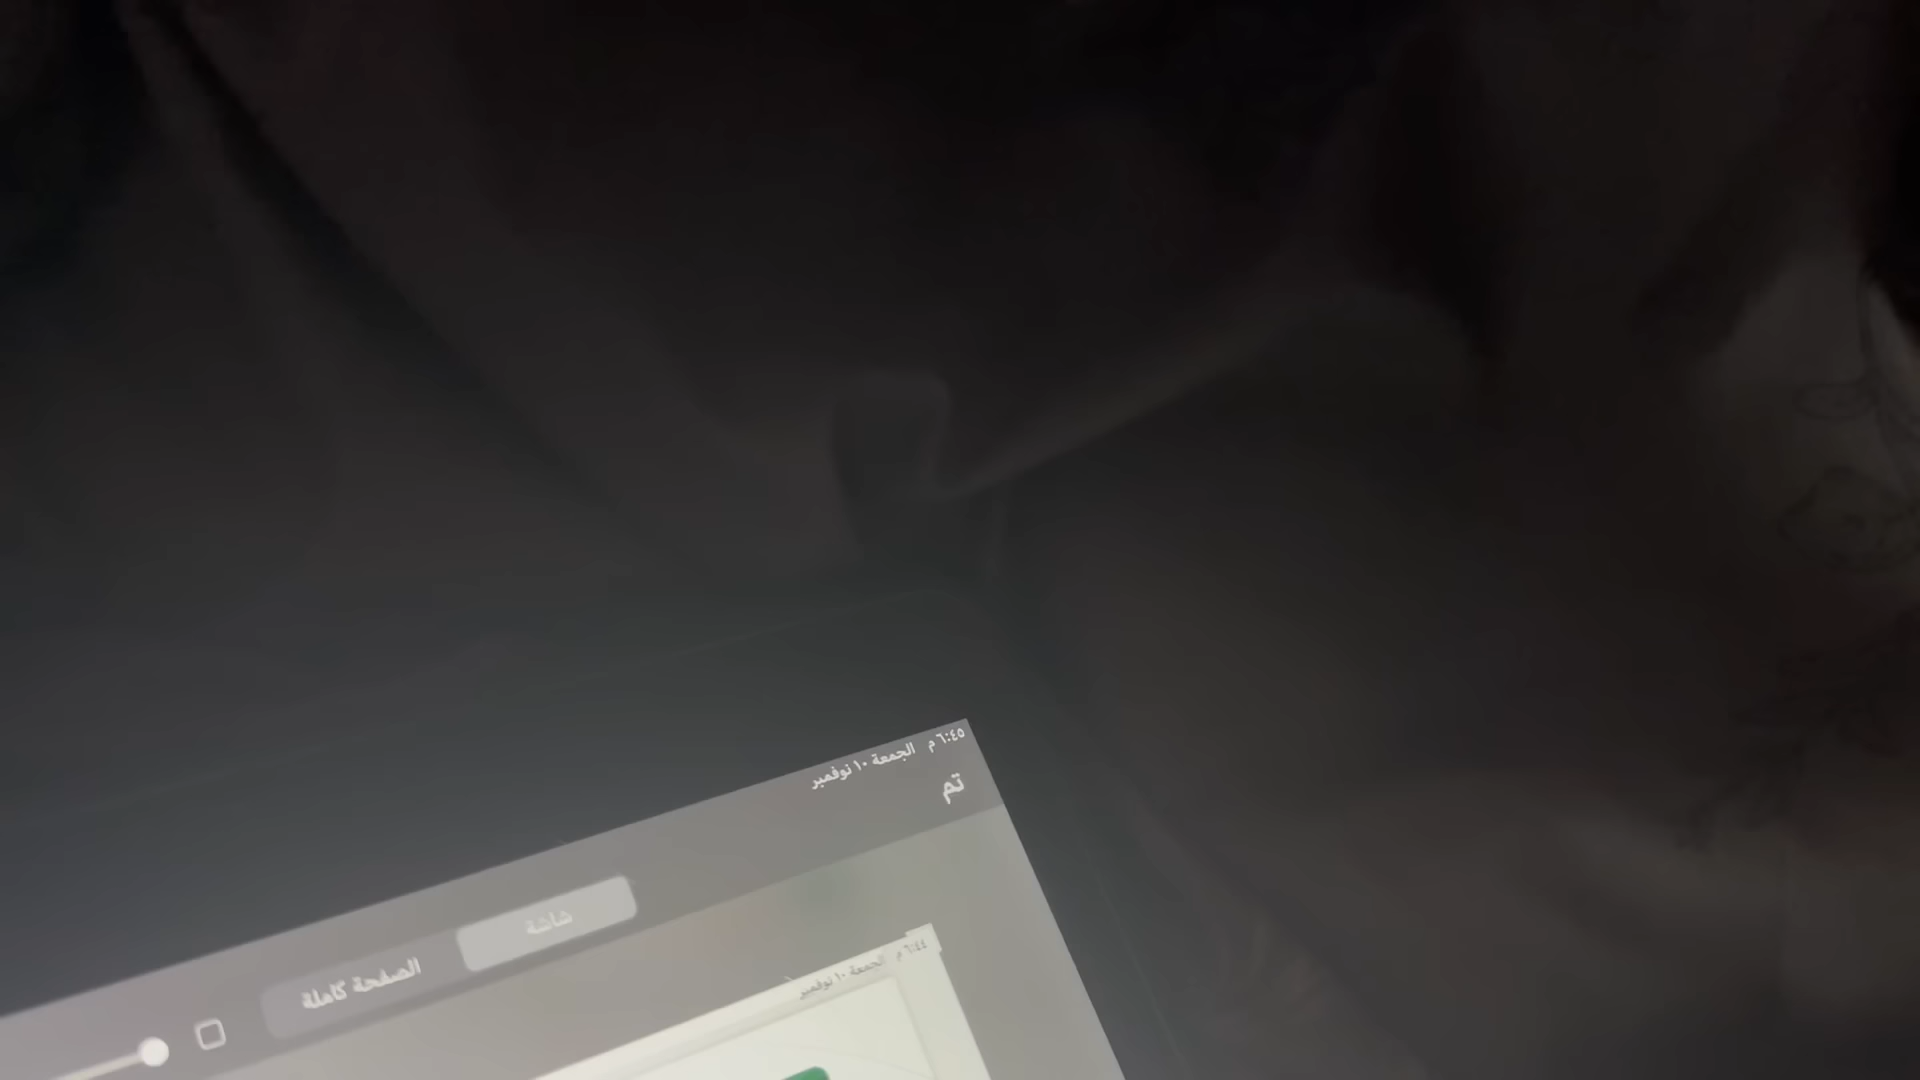 ٦:٤٥ م الجمعة ١٠ نوفمبر
تم
شاشة
الصفحة كاملة
٦:٤٤ م الجمعة ١٠ نوفمبر